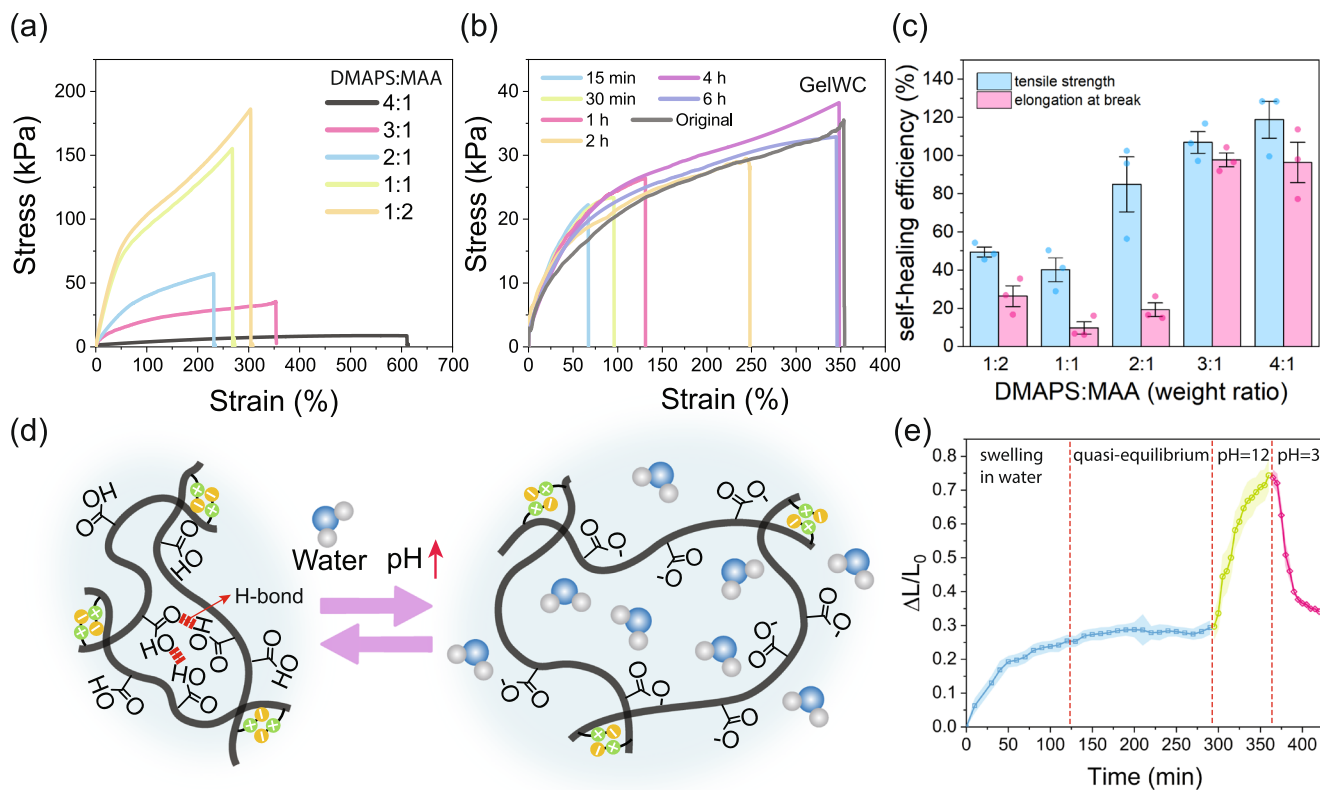 (a)
DMAPS:MAA
4:1
3:1
2:1
1:1
1:2
200
150
100
50
0
0 100 200 300 400 500 600 700
Stress (kPa)
Strain (%)
(b)
GelWC
15 min
30 min
1 h
2 h
4 h
6 h
Original
40
30
20
10
0
0 50 100 150 200 250 300 350 400
Stress (kPa)
Strain (%)
(c)
tensile strength
elongation at break
140
120
100
80
60
40
20
0
1:2 1:1 2:1 3:1 4:1
self-healing efficiency (%)
DMAPS:MAA (weight ratio)
(d)
Water pH
H-bond
(e)
swelling
in water
quasi-equilibrium
pH=12
pH=3
0.8
0.7
0.6
0.5
0.4
0.3
0.2
0.1
0.0
0 50 100 150 200 250 300 350 400
ΔL/L0
Time (min)